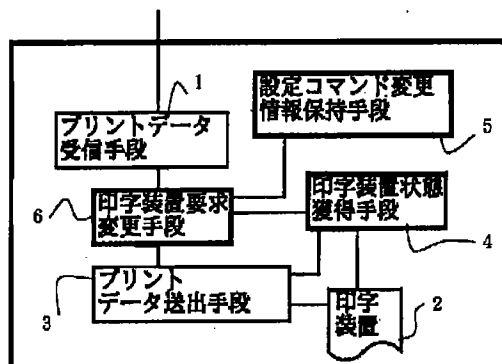 1
プリントデータ
受信手段
設定コマンド変更
情報保持手段
5
6
印字装置要求
変更手段
印字装置状態
獲得手段
4
3
プリント
データ送出手段
印字
装置
2